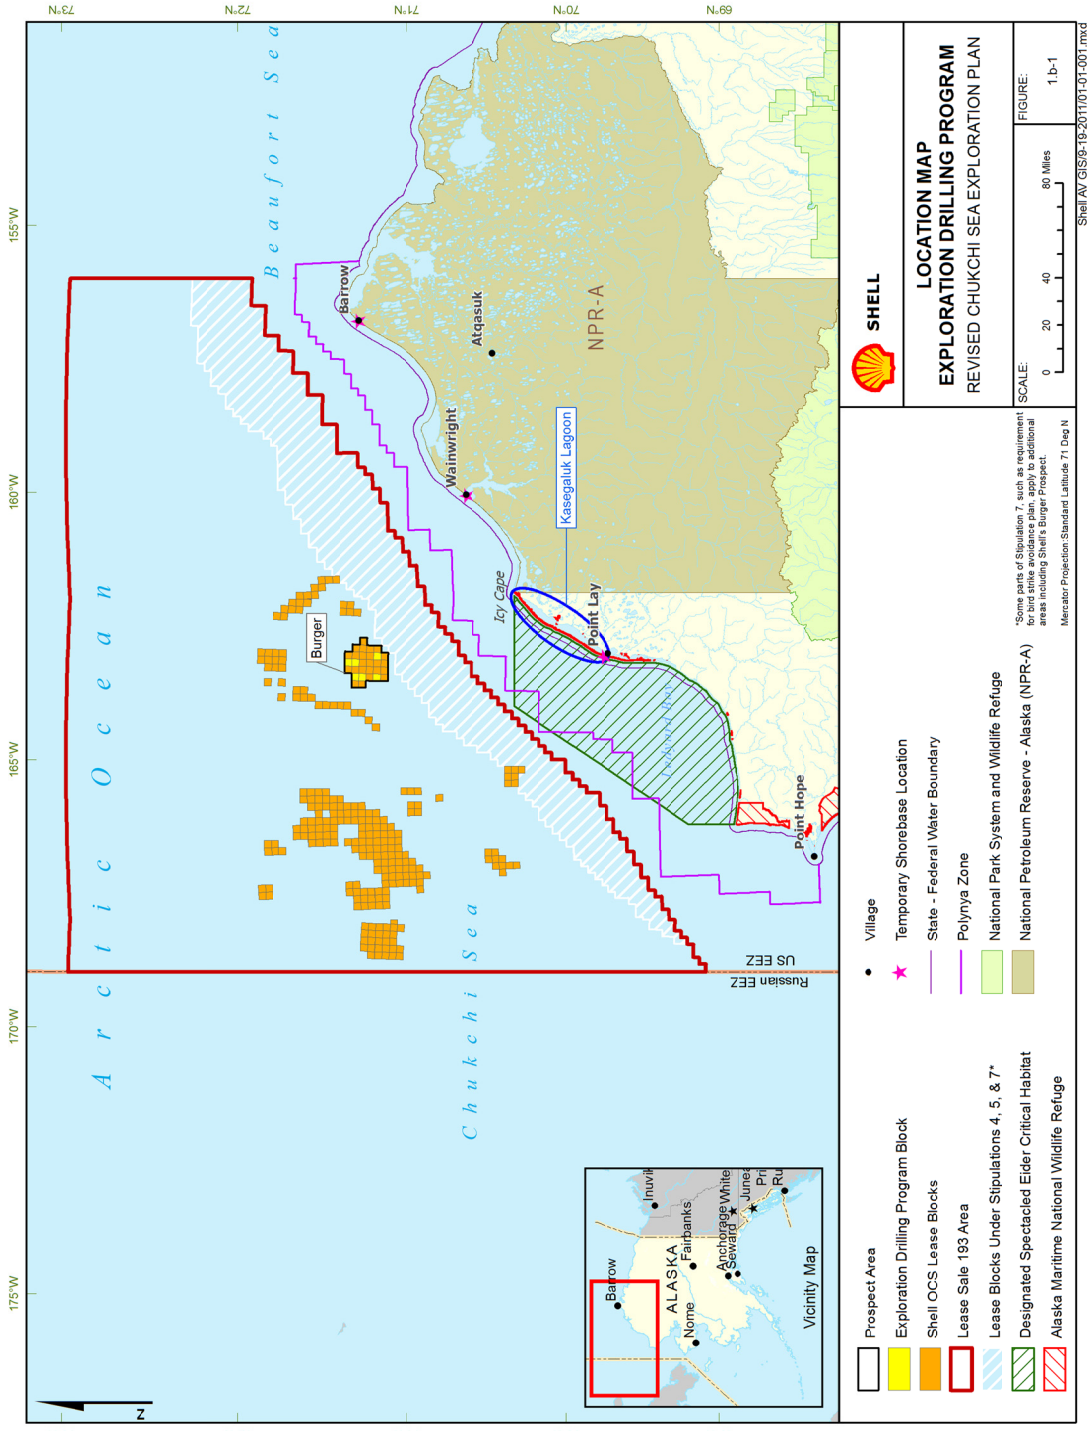 175°W
170°W
165°W
160°W
155°W
73°N
72°N
71°N
70°N
69°N
N
Arctic Ocean
Beaufort Sea
Chukchi Sea
Burger
Barrow
Wainwright
Atqasuk
Icy Cape
Kasegaluk Lagoon
NPR-A
Point Lay
Ledyard Bay
Point Hope
Russian EEZ
US EEZ
Barrow
Inuvik
ALASKA
Fairbanks
Nome
Anchorage
White
Seward
Junea
Pri
Ru
Vicinity Map
Prospect Area
Exploration Drilling Program Block
Shell OCS Lease Blocks
Lease Sale 193 Area
Lease Blocks Under Stipulations 4, 5, & 7*
Designated Spectacled Eider Critical Habitat
Alaska Maritime National Wildlife Refuge
Village
Temporary Shorebase Location
State - Federal Water Boundary
Polynya Zone
National Park System and Wildlife Refuge
National Petroleum Reserve - Alaska (NPR-A)
*Some parts of Stipulation 7, such as requirement
for bird strike avoidance plan, apply to additional
areas including Shell's Burger Prospect.
Mercator Projection:Standard Latitude 71 Deg N
SHELL
LOCATION MAP
EXPLORATION DRILLING PROGRAM
REVISED CHUKCHI SEA EXPLORATION PLAN
SCALE:
0 20 40 80 Miles
FIGURE:
1.b-1
Shell AV GIS/9-19-2011/01-01-001.mxd